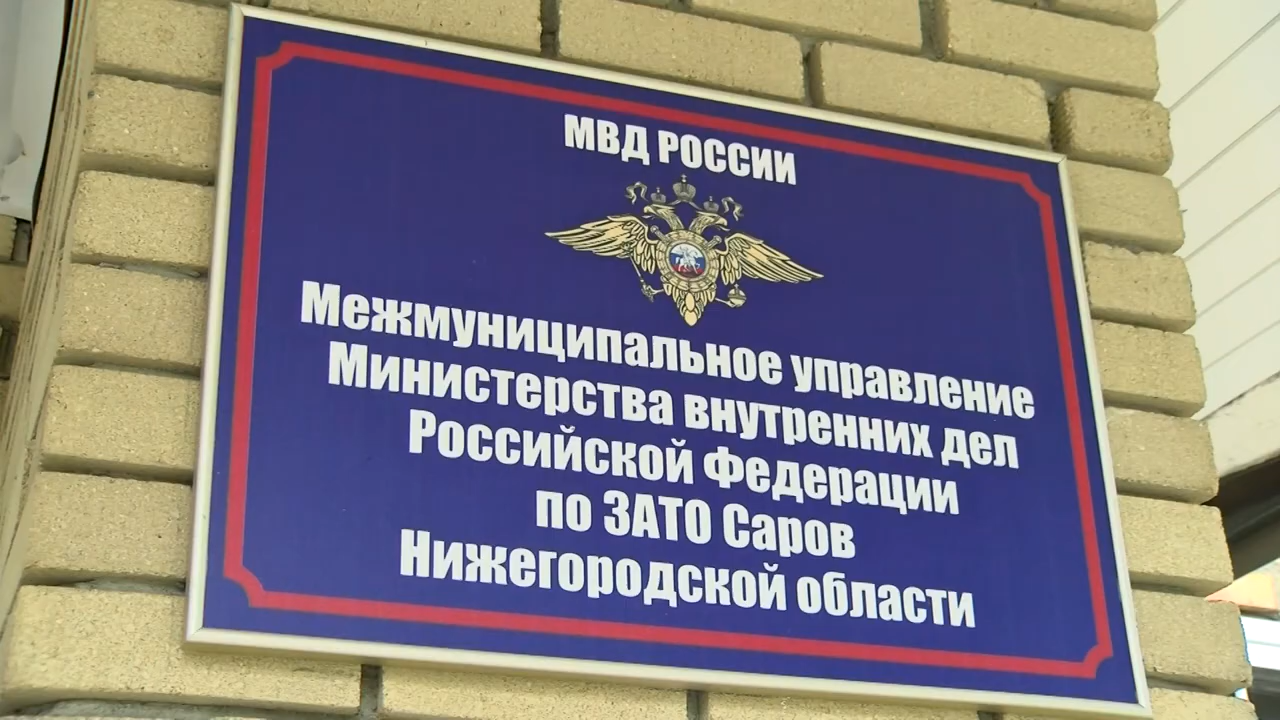 МВД РОССИИ
Межмуниципальное управление
Министерства внутренних дел
Российской Федерации
по ЗАТО Саров
Нижегородской области